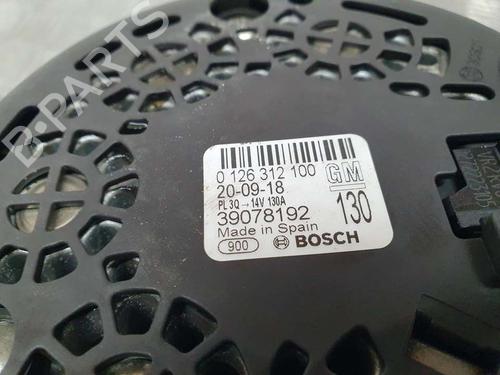 0 126 312 100
GM
20-09-18
PL 3Q → 14V 130A
39078192
130
Made in Spain
900
BOSCH
B-PARTS